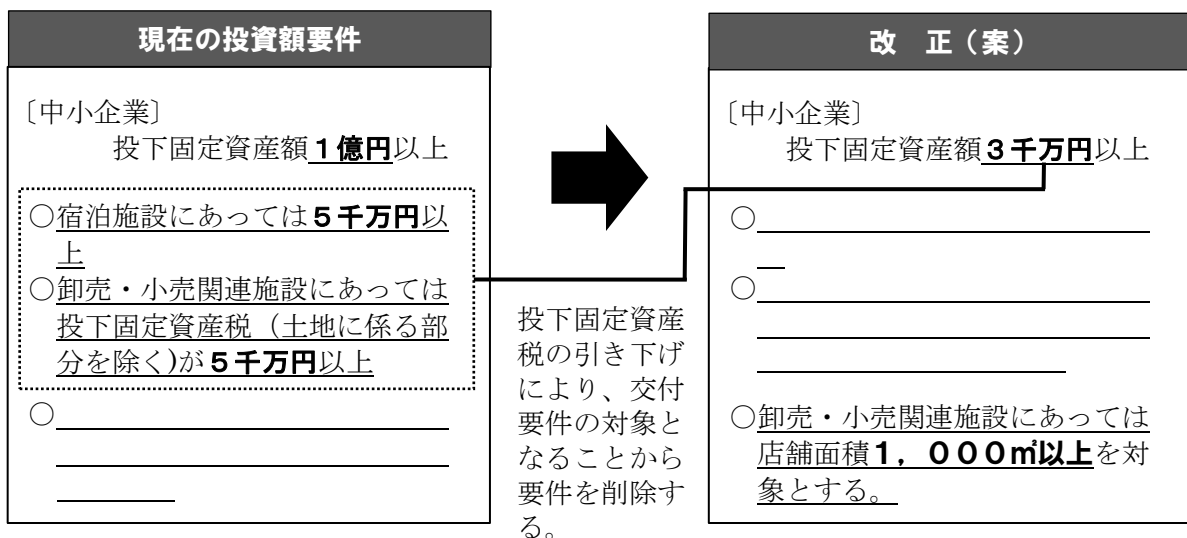 現在の投資額要件
〔中小企業〕
投下固定資産額１億円以上
○宿泊施設にあっては５千万円以
上
○卸売・小売関連施設にあっては
投下固定資産税（土地に係る部
分を除く)が５千万円以上
○
投下固定資産
税の引き下げ
により、交付
要件の対象と
なることから
要件を削除す
る。
改　正（案）
〔中小企業〕
投下固定資産額３千万円以上
○
○
○卸売・小売関連施設にあっては
店舗面積１，０００㎡以上を対
象とする。